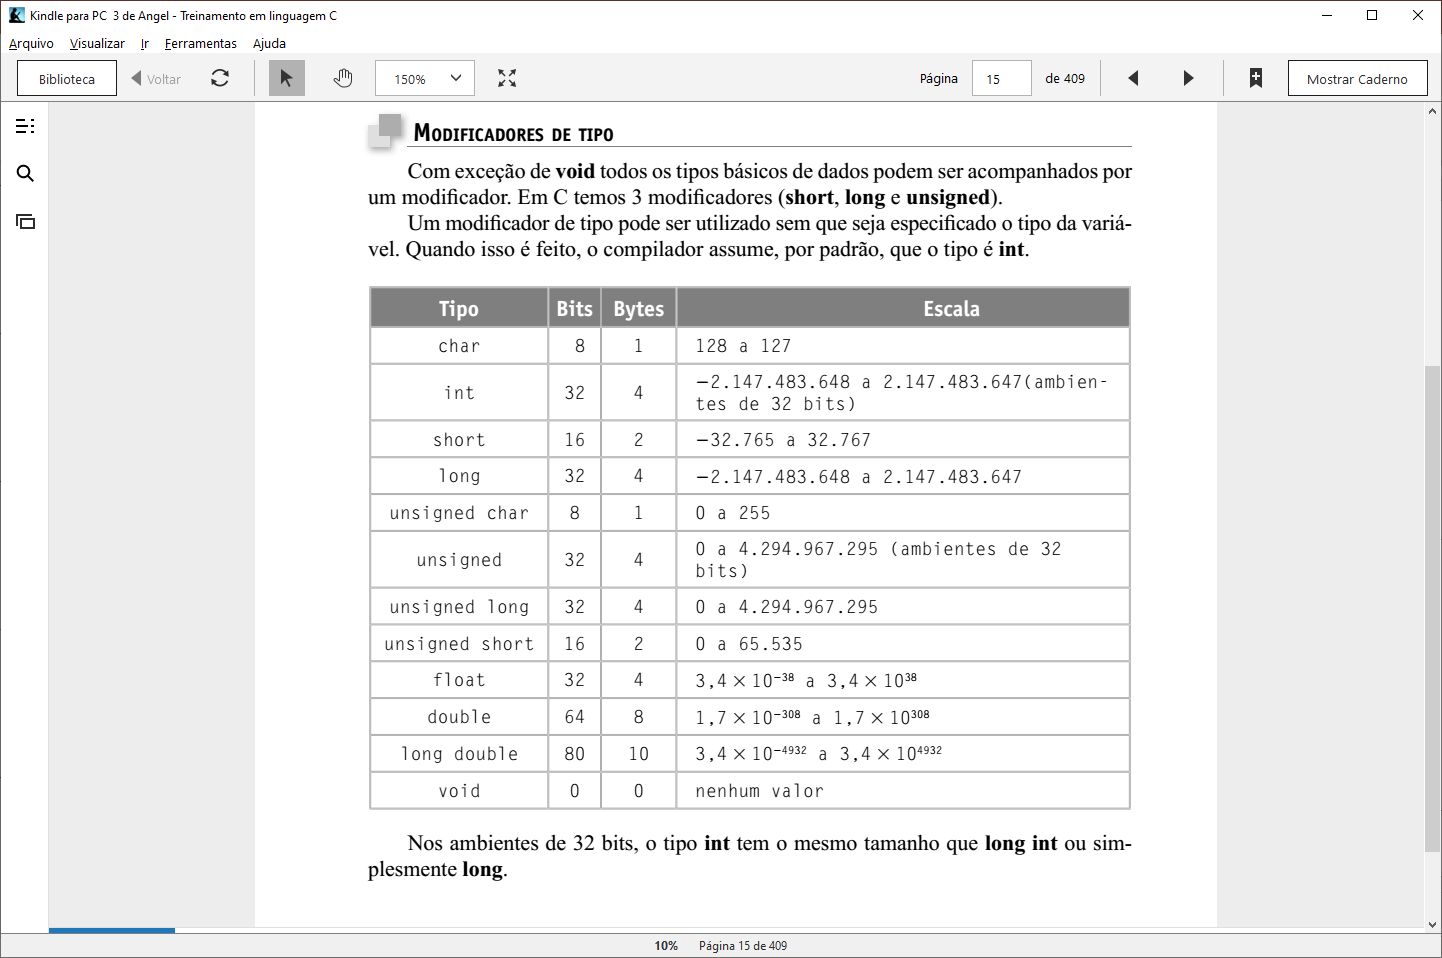 Kindle para PC 3 de Angel - Treinamento em linguagem C
Arquivo Visualizar Ir Ferramentas Ajuda
Biblioteca Voltar 150% Página 15 de 409 Mostrar Caderno
MODIFICADORES DE TIPO
Com exceção de void todos os tipos básicos de dados podem ser acompanhados por
um modificador. Em C temos 3 modificadores (short, long e unsigned).
Um modificador de tipo pode ser utilizado sem que seja especificado o tipo da variá-
vel. Quando isso é feito, o compilador assume, por padrão, que o tipo é int.
Tipo Bits Bytes Escala
char 8 1 128 a 127
int 32 4 −2.147.483.648 a 2.147.483.647(ambien-
tes de 32 bits)
short 16 2 −32.765 a 32.767
long 32 4 −2.147.483.648 a 2.147.483.647
unsigned char 8 1 0 a 255
unsigned 32 4 0 a 4.294.967.295 (ambientes de 32
bits)
unsigned long 32 4 0 a 4.294.967.295
unsigned short 16 2 0 a 65.535
float 32 4 3,4 × 10⁻³⁸ a 3,4 × 10³⁸
double 64 8 1,7 × 10⁻³⁰⁸ a 1,7 × 10³⁰⁸
long double 80 10 3,4 × 10⁻⁴⁹³² a 3,4 × 10⁴⁹³²
void 0 0 nenhum valor
Nos ambientes de 32 bits, o tipo int tem o mesmo tamanho que long int ou sim-
plesmente long.
10% Página 15 de 409